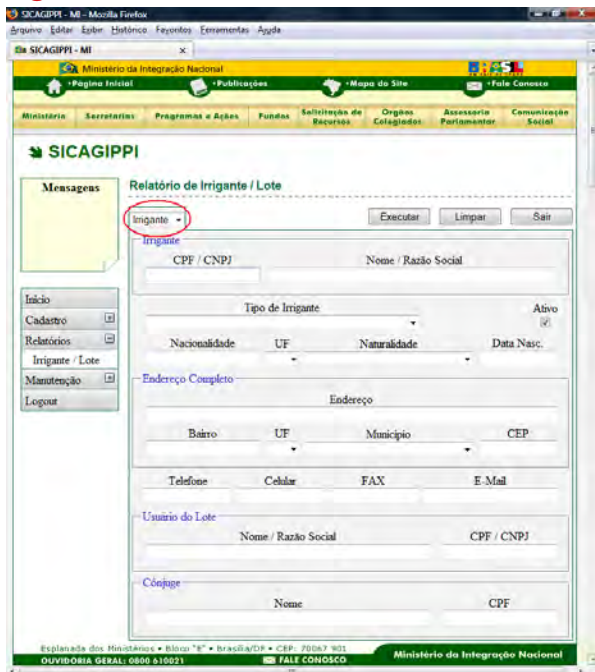 SICAGIPPI - MI - Mozilla Firefox
Arquivo Editar Exibir Histórico Favoritos Ferramentas Ajuda
SICAGIPPI - MI ×
Ministério da Integração Nacional
Página Inicial Publicações Mapa do Site Fale Conosco
Ministério Secretarias Programas e Ações Fundos Solicitação de Recursos Orgãos Colegiados Assessoria Parlamentar Comunicação Social
SICAGIPPI
Mensagens
Relatório de Irrigante / Lote
Irrigante Executar Limpar Sair
Irrigante
CPF / CNPJ Nome / Razão Social
Tipo de Irrigante Ativo
Nacionalidade UF Naturalidade Data Nasc.
Início
Cadastro
Relatórios
Irrigante / Lote
Manutenção
Logout
Endereço Completo
Endereço
Bairro UF Município CEP
Telefone Celular FAX E-Mail
Usuário do Lote
Nome / Razão Social CPF / CNPJ
Cônjuge
Nome CPF
Esplanada dos Ministérios • Bloco "E" • Brasília/DF • CEP: 70067 901
OUVIDORIA GERAL: 0800 610021 FALE CONOSCO Ministério da Integração Nacional